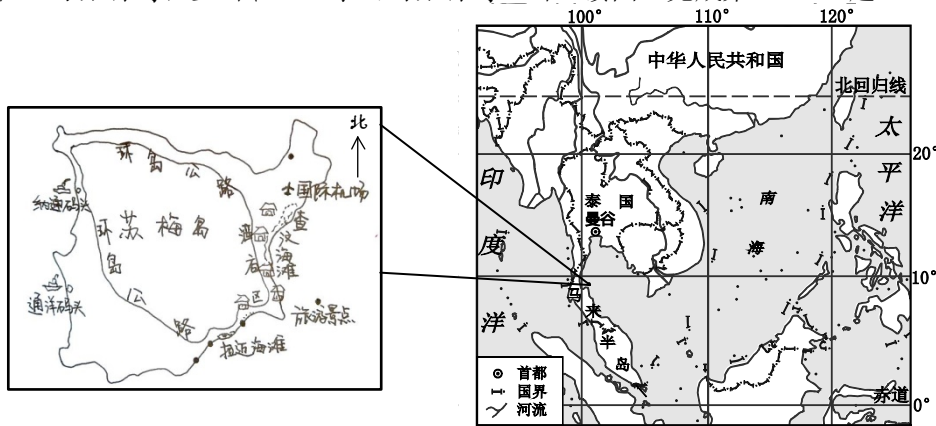 100°
110°
120°
中华人民共和国
北回归线
太平洋
20°
印度洋
泰国
曼谷
南海
10°
马来半岛
首都
国界
河流
赤道
0°
北
环岛公路
国际机场
纳通码头
苏梅岛
查汶海滩
环岛公路
酒店区
通洋码头
旅游景点
拉迈海滩